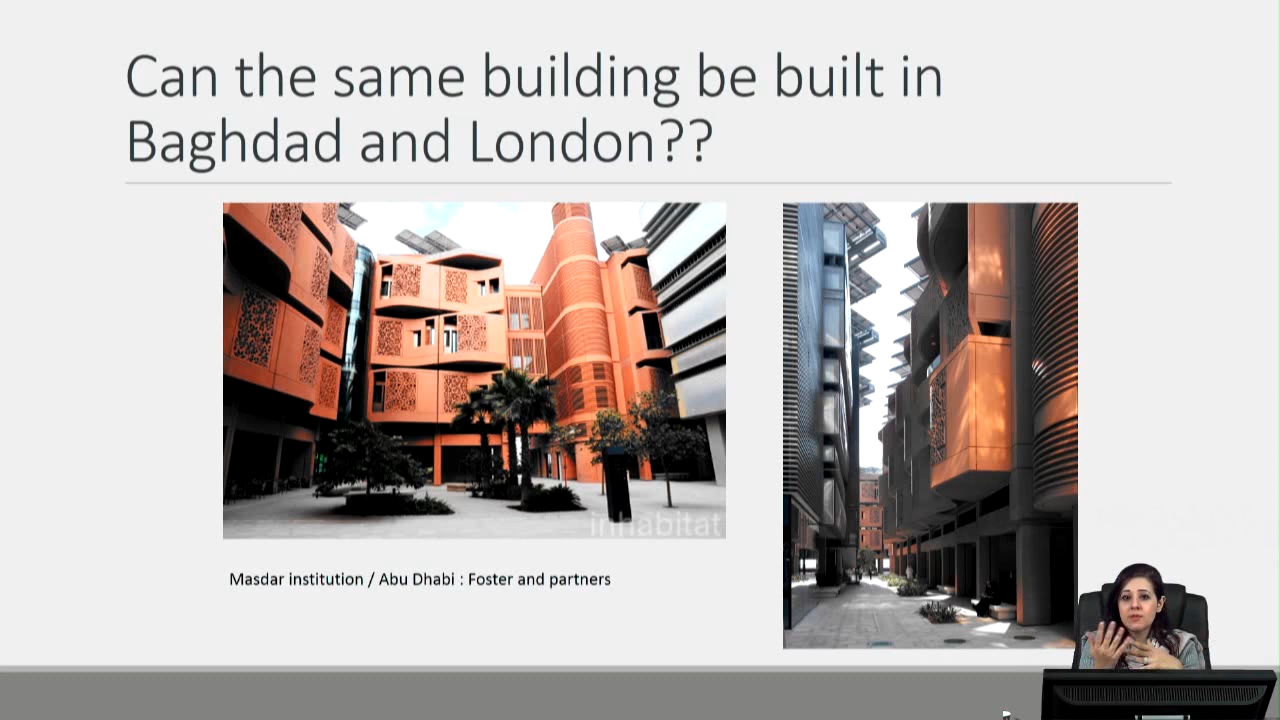 Can the same building be built in
Baghdad and London??
inhabitat
Masdar institution / Abu Dhabi : Foster and partners